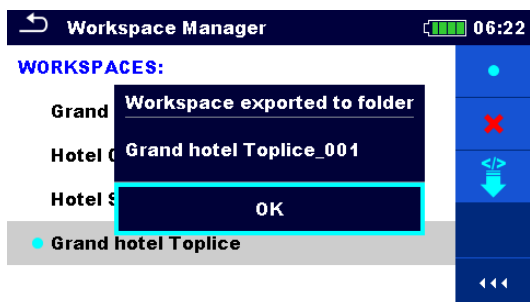 Workspace Manager
06:22
WORKSPACES:
Grand
Workspace exported to folder
Hotel
Grand hotel Toplice_001
Hotel S
OK
Grand hotel Toplice